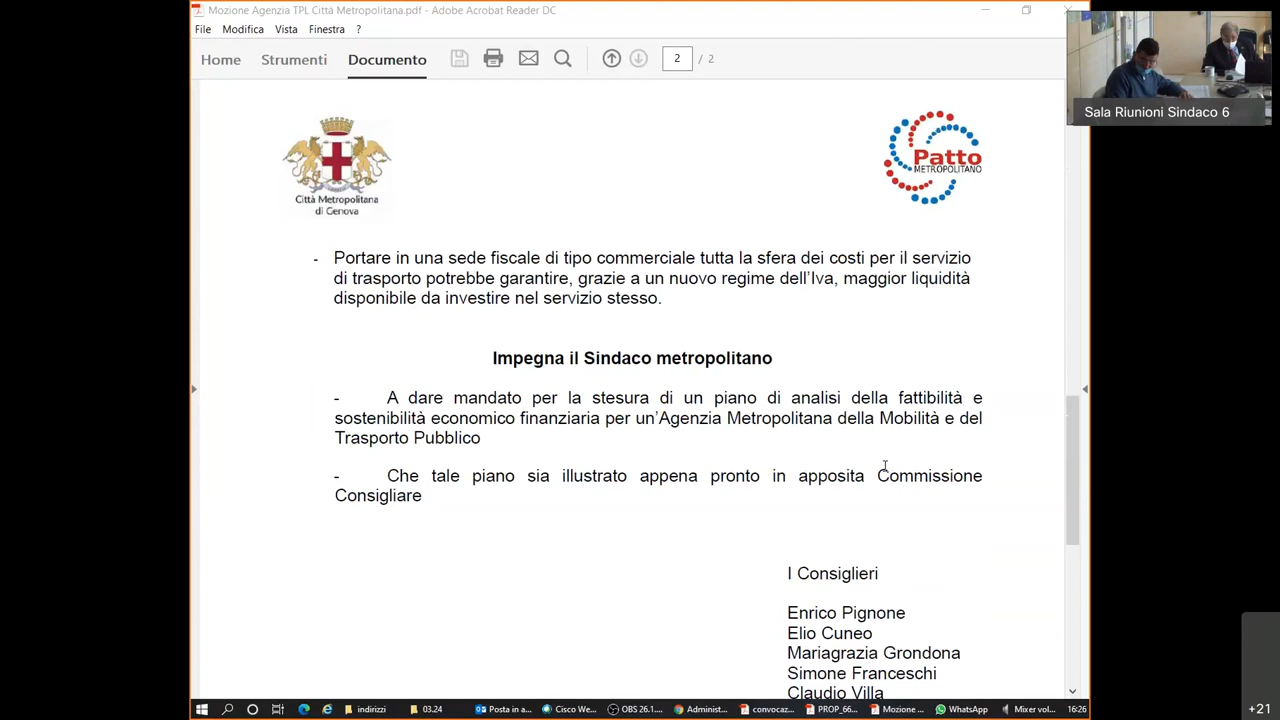 Mozione Agenzia TPL Città Metropolitana.pdf - Adobe Acrobat Reader DC
File Modifica Vista Finestra ?
Home Strumenti Documento 2 / 2
Sala Riunioni Sindaco 6
Città Metropolitana
di Genova
Patto
METROPOLITANO
- Portare in una sede fiscale di tipo commerciale tutta la sfera dei costi per il servizio
di trasporto potrebbe garantire, grazie a un nuovo regime dell'Iva, maggior liquidità
disponibile da investire nel servizio stesso.
Impegna il Sindaco metropolitano
- A dare mandato per la stesura di un piano di analisi della fattibilità e
sostenibilità economico finanziaria per un'Agenzia Metropolitana della Mobilità e del
Trasporto Pubblico
- Che tale piano sia illustrato appena pronto in apposita Commissione
Consigliare
I Consiglieri
Enrico Pignone
Elio Cuneo
Mariagrazia Grondona
Simone Franceschi
Claudio Villa
indirizzi 03.24 Posta in a... Cisco We... OBS 26.1.... Administ... convocaz... PROP_66... Mozione ... WhatsApp Mixer vol... 16:26
+21